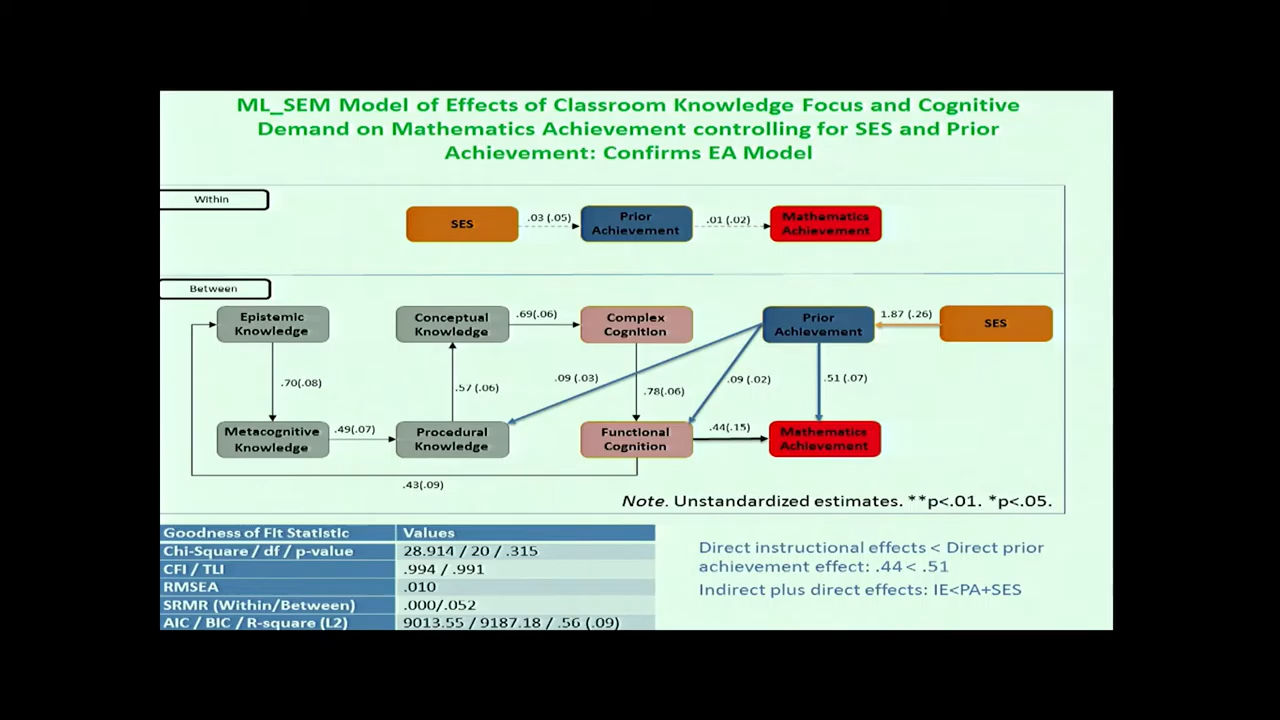 ML_SEM Model of Effects of Classroom Knowledge Focus and Cognitive
Demand on Mathematics Achievement controlling for SES and Prior
Achievement: Confirms EA Model
Within
SES
.03 (.05)
Prior
Achievement
.01 (.02)
Mathematics
Achievement
Between
Epistemic
Knowledge
Conceptual
Knowledge
.69(.06)
Complex
Cognition
Prior
Achievement
1.87 (.26)
SES
.70(.08)
.57 (.06)
.09 (.03)
.78(.06)
.09 (.02)
.51 (.07)
Metacognitive
Knowledge
.49(.07)
Procedural
Knowledge
Functional
Cognition
.44(.15)
Mathematics
Achievement
.43(.09)
Note. Unstandardized estimates. **p<.01. *p<.05.
Goodness of Fit Statistic Values
Chi-Square / df / p-value 28.914 / 20 / .315
CFI / TLI .994 / .991
RMSEA .010
SRMR (Within/Between) .000/.052
AIC / BIC / R-square (L2) 9013.55 / 9187.18 / .56 (.09)
Direct instructional effects < Direct prior
achievement effect: .44 < .51
Indirect plus direct effects: IE<PA+SES